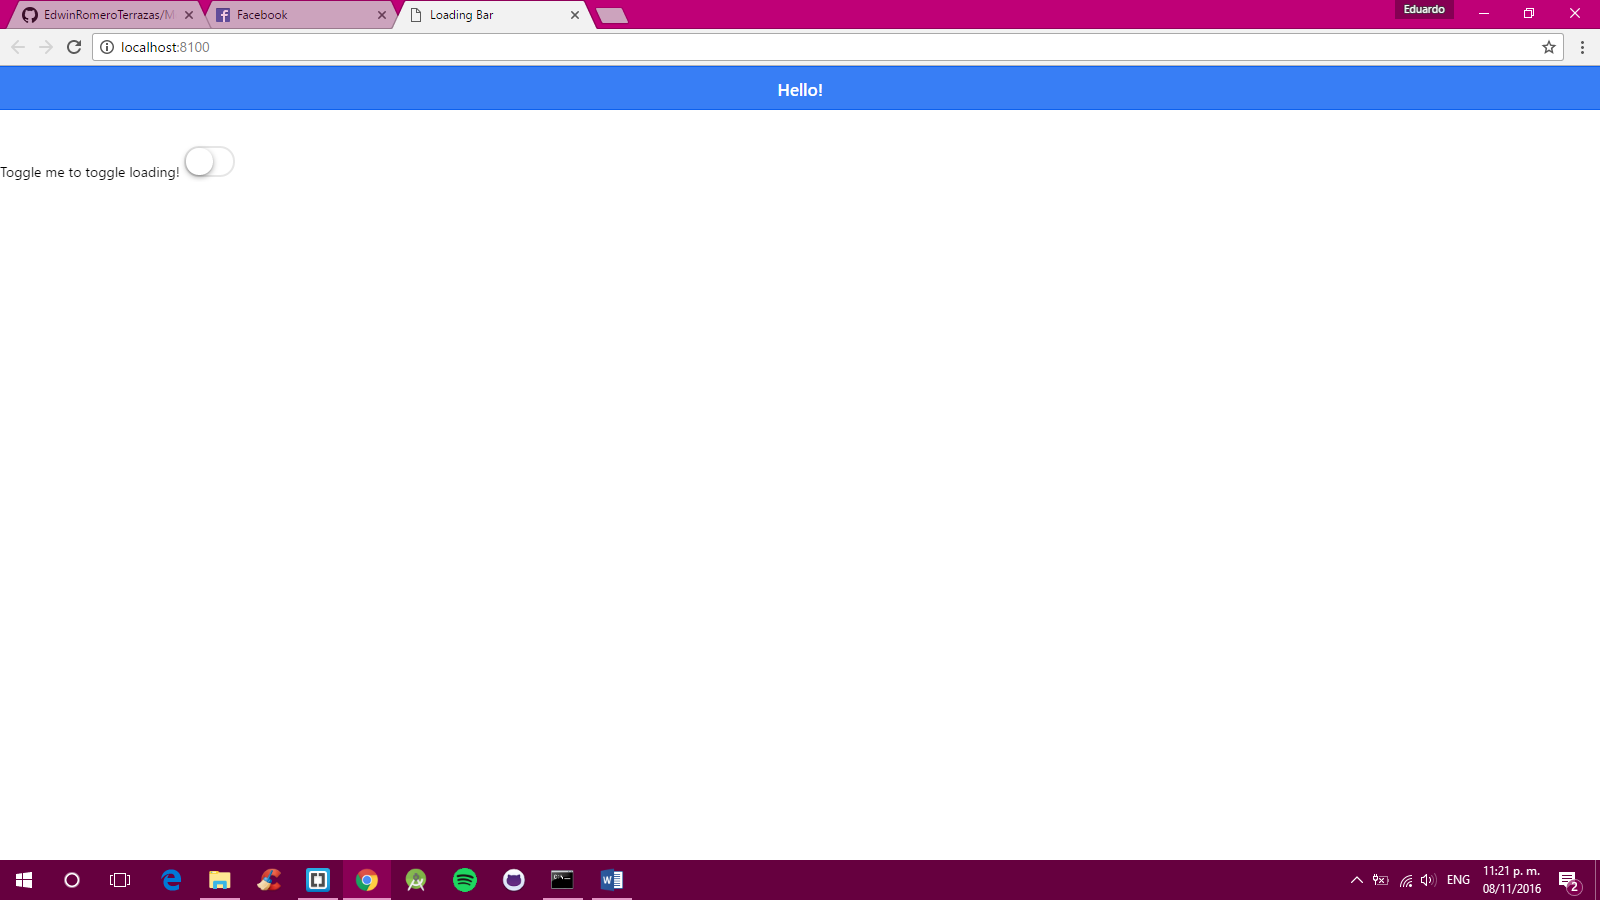 EdwinRomeroTerrazas/M
Facebook
Loading Bar
Eduardo
localhost:8100
Hello!
Toggle me to toggle loading!
ENG
11:21 p. m.
08/11/2016
2